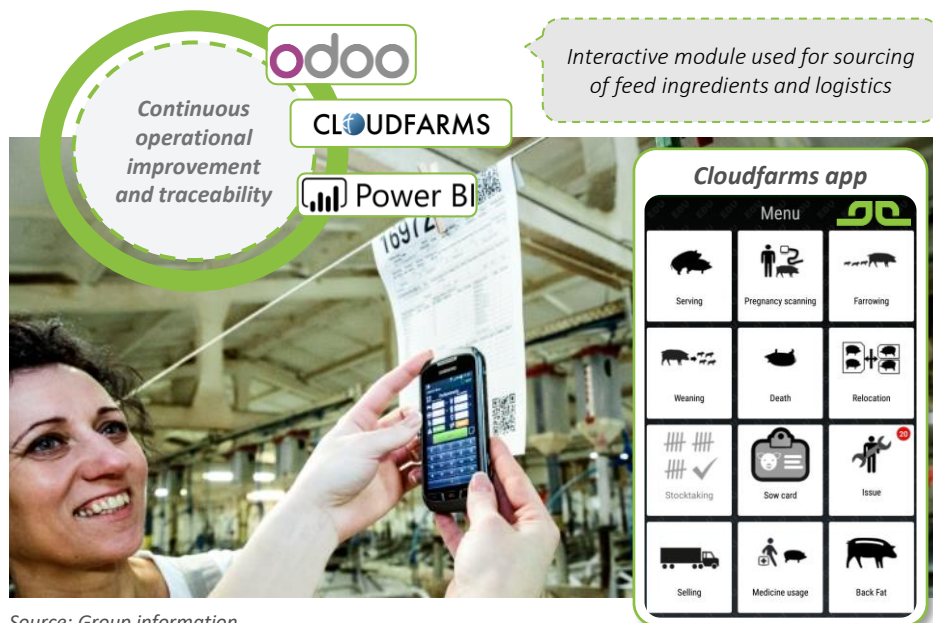 odoo
Interactive module used for sourcing
of feed ingredients and logistics
Continuous
operational
improvement
and traceability
CLOUDFARMS
Power BI
16972
SAMSUNG
Cloudfarms app
Menu
Serving
Pregnancy scanning
Farrowing
Weaning
Death
Relocation
Stocktaking
Sow card
20
Issue
Selling
Medicine usage
Back Fat
Source: Group information